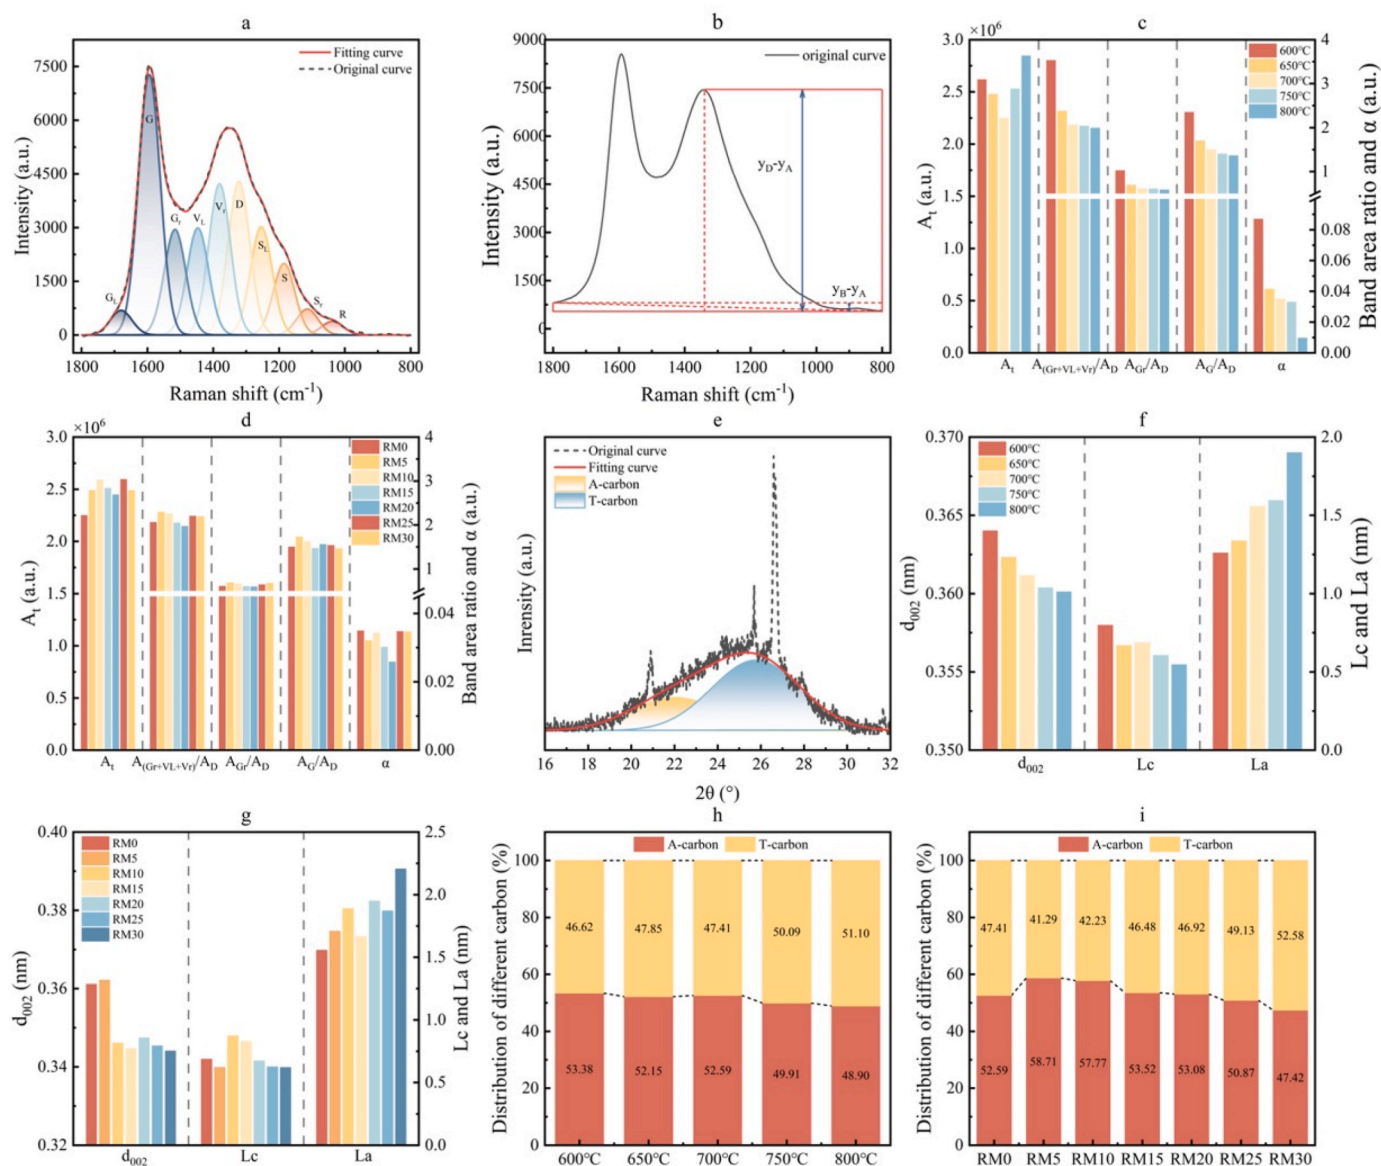 a
Intensity (a.u.)
7500
6000
4500
3000
1500
0
1800 1600 1400 1200 1000 800
Raman shift (cm-1)
Fitting curve
Original curve
G
GL
Gr
VL
Vr
D
SL
S
Sr
R
b
Intensity (a.u.)
9000
7500
6000
4500
3000
1500
0
1800 1600 1400 1200 1000 800
Raman shift (cm-1)
original curve
yD-yA
yB-yA
c
×10^6
At (a.u.)
3.0
2.5
2.0
1.5
1.0
0.5
0.0
4
3
2
1
0.08
0.06
0.04
0.02
0.00
Band area ratio and α (a.u.)
600℃
650℃
700℃
750℃
800℃
At A(Gr+VL+Vr)/AD AGr/AD AG/AD α
d
×10^6
At (a.u.)
3.0
2.5
2.0
1.5
1.0
0.5
0.0
4
3
2
1
0.04
0.02
0.00
Band area ratio and α (a.u.)
RM0
RM5
RM10
RM15
RM20
RM25
RM30
At A(Gr+VL+Vr)/AD AGr/AD AG/AD α
e
Inrensity (a.u.)
Original curve
Fitting curve
A-carbon
T-carbon
16 18 20 22 24 26 28 30 32
2θ (°)
f
d002 (nm)
0.370
0.365
0.360
0.355
0.350
2.0
1.5
1.0
0.5
0.0
Lc and La (nm)
600℃
650℃
700℃
750℃
800℃
d002 Lc La
g
d002 (nm)
0.40
0.38
0.36
0.34
0.32
2.5
2.0
1.5
1.0
0.5
0.0
Lc and La (nm)
RM0
RM5
RM10
RM15
RM20
RM25
RM30
d002 Lc La
h
Distribution of different carbon (%)
A-carbon T-carbon
100
80
60
40
20
0
46.62 47.85 47.41 50.09 51.10
53.38 52.15 52.59 49.91 48.90
600℃ 650℃ 700℃ 750℃ 800℃
i
Distribution of different carbon (%)
A-carbon T-carbon
100
80
60
40
20
0
47.41 41.29 42.23 46.48 46.92 49.13 52.58
52.59 58.71 57.77 53.52 53.08 50.87 47.42
RM0 RM5 RM10 RM15 RM20 RM25 RM30